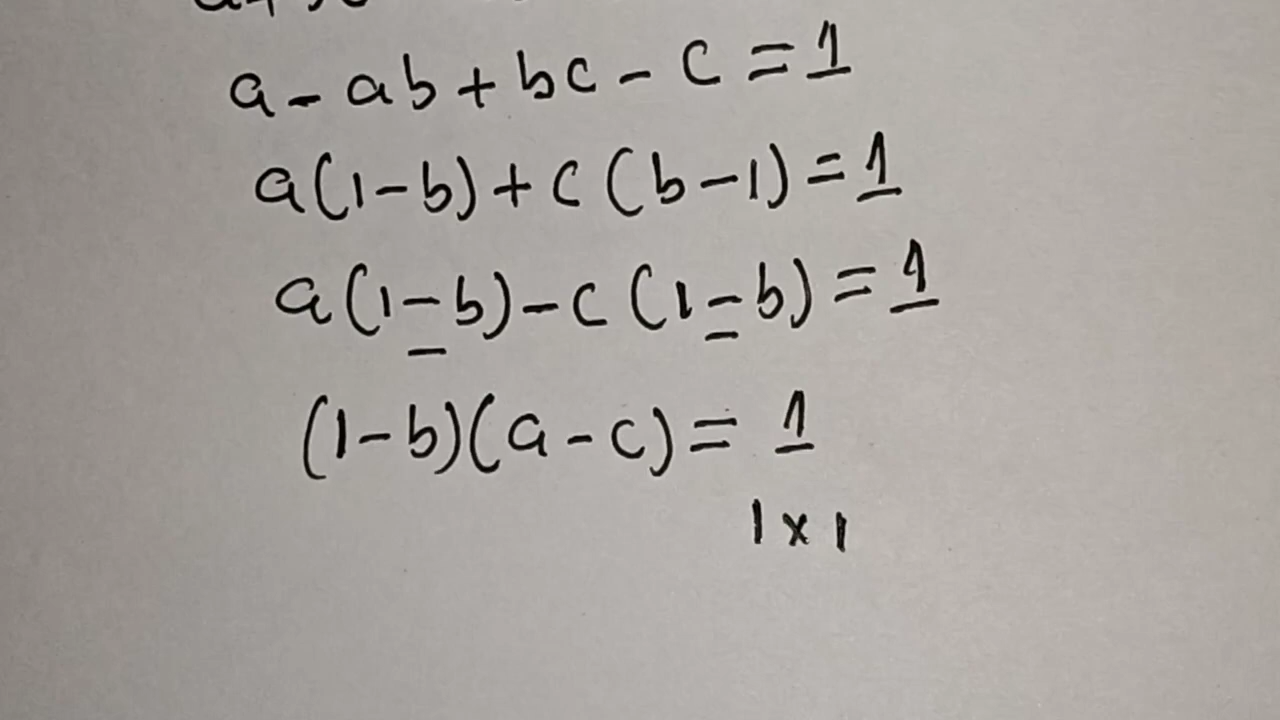 a - ab + bc - c = 1
a(1-b) + c(b-1) = 1
a(1-b) - c(1-b) = 1
(1-b)(a-c) = 1
1 x 1